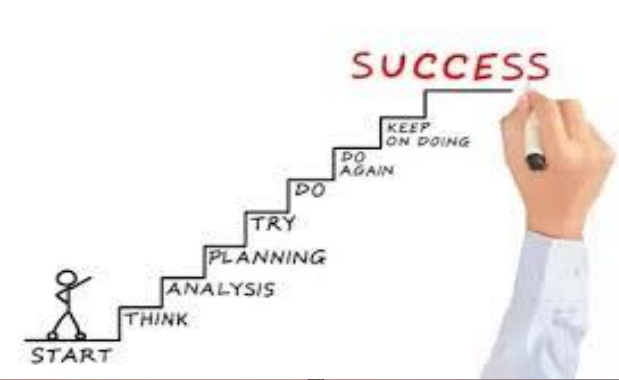 SUCCESS
KEEP
ON DOING
DO
AGAIN
DO
TRY
PLANNING
ANALYSIS
THINK
START